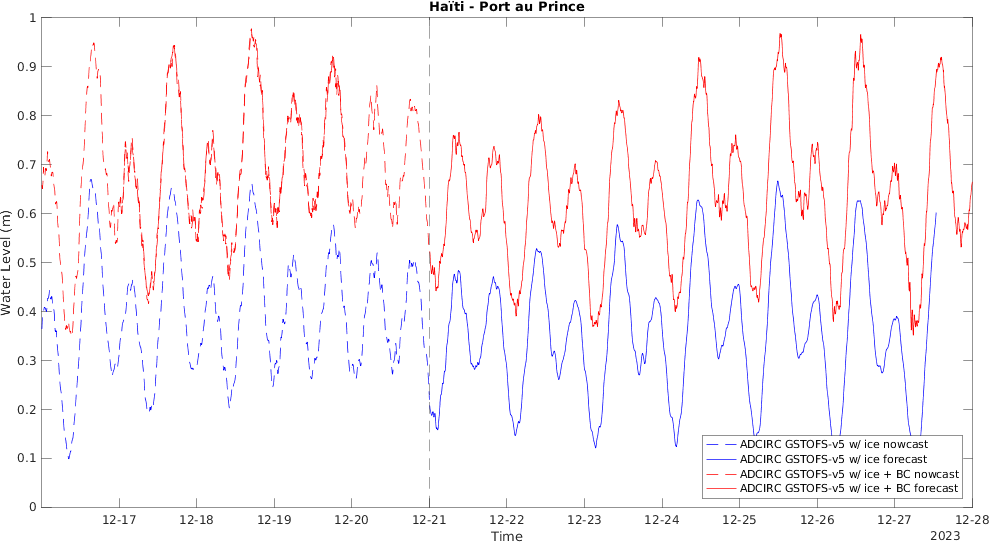 Haïti - Port au Prince
1
0.9
0.8
0.7
0.6
0.5
0.4
0.3
0.2
0.1
0
Water Level (m)
ADCIRC GSTOFS-v5 w/ ice nowcast
ADCIRC GSTOFS-v5 w/ ice forecast
ADCIRC GSTOFS-v5 w/ ice + BC nowcast
ADCIRC GSTOFS-v5 w/ ice + BC forecast
12-17 12-18 12-19 12-20 12-21 12-22 12-23 12-24 12-25 12-26 12-27 12-28
Time
2023